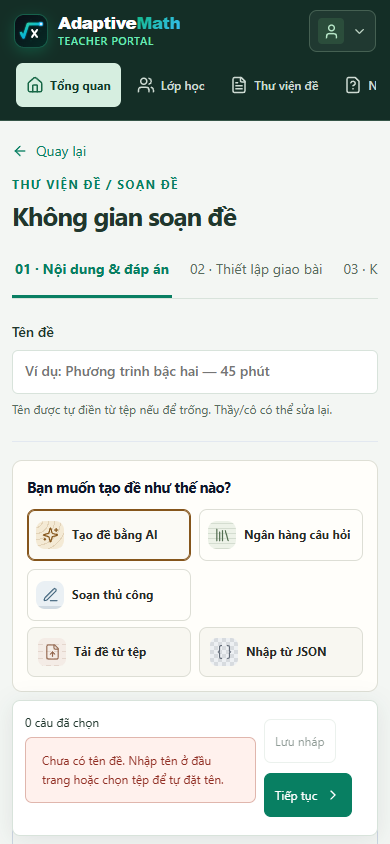 AdaptiveMath
TEACHER PORTAL
Tổng quan
Lớp học
Thư viện đề
N
Quay lại
THƯ VIỆN ĐỀ / SOẠN ĐỀ
Không gian soạn đề
01 · Nội dung & đáp án
02 · Thiết lập giao bài
03 · K
Tên đề
Ví dụ: Phương trình bậc hai — 45 phút
Tên được tự điền từ tệp nếu để trống. Thầy/cô có thể sửa lại.
Bạn muốn tạo đề như thế nào?
Tạo đề bằng AI
Ngân hàng câu hỏi
Soạn thủ công
Tải đề từ tệp
Nhập từ JSON
0 câu đã chọn
Chưa có tên đề. Nhập tên ở đầu
trang hoặc chọn tệp để tự đặt tên.
Lưu nháp
Tiếp tục